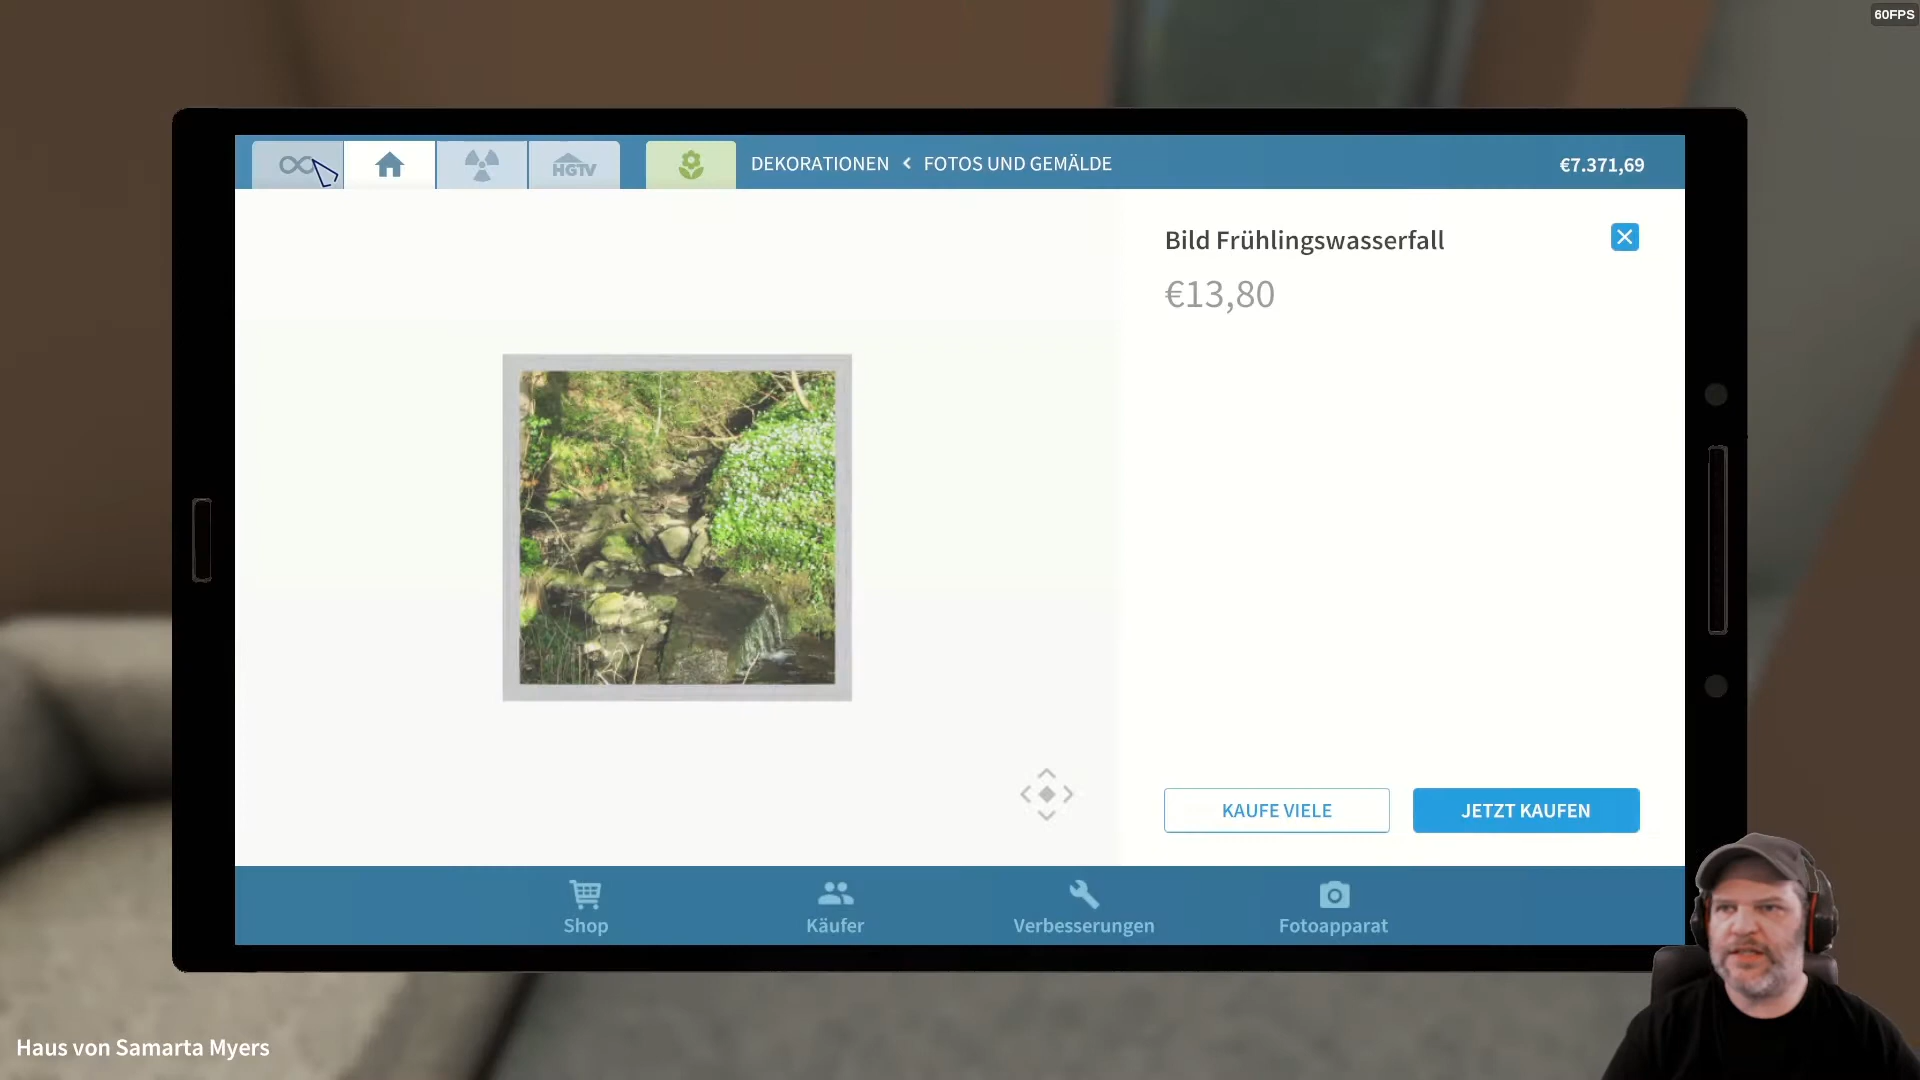 60FPS
HGTV
DEKORATIONEN < FOTOS UND GEMÄLDE
€7.371,69
Bild Frühlingswasserfall
€13,80
KAUFE VIELE
JETZT KAUFEN
Shop
Käufer
Verbesserungen
Fotoapparat
Haus von Samarta Myers